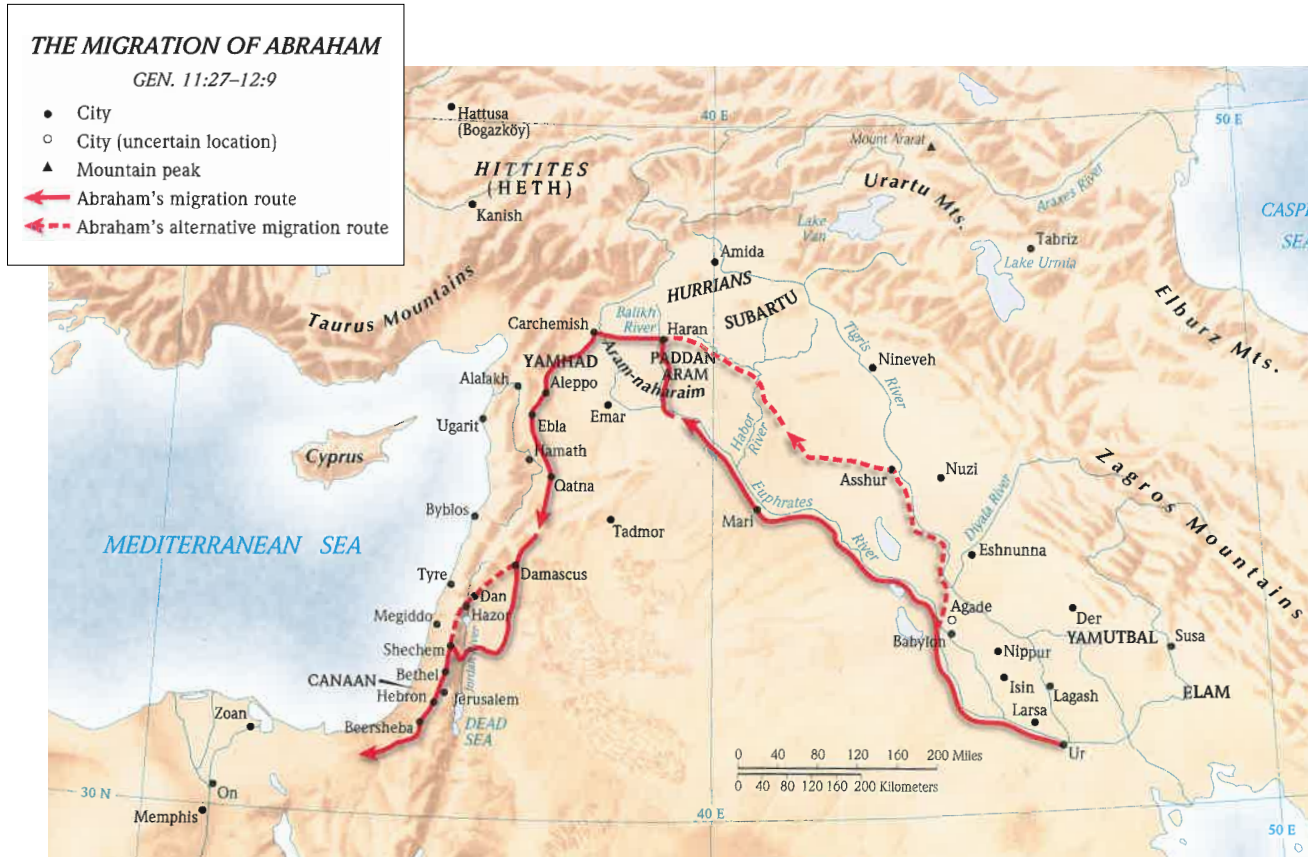 THE MIGRATION OF ABRAHAM
GEN. 11:27–12:9
City
City (uncertain location)
Mountain peak
Abraham's migration route
Abraham's alternative migration route
40 E
50 E
Hattusa
(Bogazköy)
HITTITES
(HETH)
Kanish
Mount Ararat
Urartu Mts.
Araxes River
CASPI
SEA
Lake
Van
Tabriz
Lake Urmia
Amida
HURRIANS
SUBARTU
Elburz Mts.
Taurus Mountains
Carchemish
Balikh
River
Haran
Tigris
River
Nineveh
YAMHAD
Aram-naharaim
PADDAN
ARAM
Alalakh
Aleppo
Emar
Ugarit
Ebla
Habor
River
Cyprus
Hamath
Qatna
Asshur
Nuzi
Zagros Mountains
Byblos
Tadmor
Mari
Euphrates
River
Diyala River
MEDITERRANEAN SEA
Eshnunna
Tyre
Damascus
Dan
Hazor
Megiddo
Agade
Babylon
Der
YAMUTBAL
Susa
Shechem
Jordan River
Nippur
Bethel
CANAAN
Hebron
Jerusalem
Isin
Lagash
ELAM
Zoan
Beersheba
DEAD
SEA
Larsa
Ur
0 40 80 120 160 200 Miles
0 40 80 120 160 200 Kilometers
30 N
On
Memphis
40 E
50 E